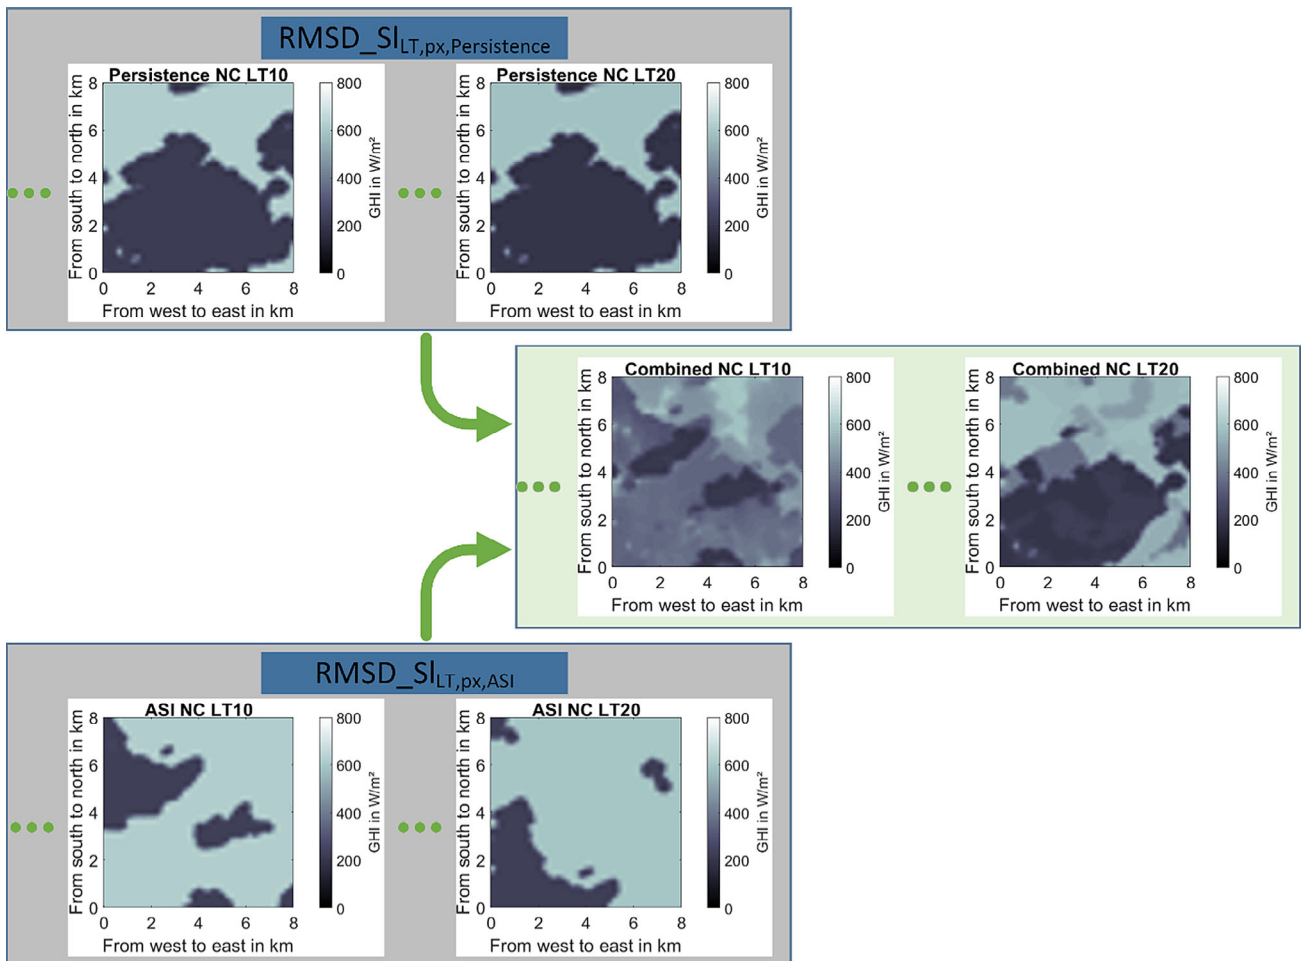 RMSD_Sl_LT,px,Persistence
Persistence NC LT10
From south to north in km
8
6
4
2
0
0 2 4 6 8
From west to east in km
800
600
400
200
0
GHI in W/m²
Persistence NC LT20
From south to north in km
8
6
4
2
0
0 2 4 6 8
From west to east in km
800
600
400
200
0
GHI in W/m²
Combined NC LT10
From south to north in km
8
6
4
2
0
0 2 4 6 8
From west to east in km
800
600
400
200
0
GHI in W/m²
Combined NC LT20
From south to north in km
8
6
4
2
0
0 2 4 6 8
From west to east in km
800
600
400
200
0
GHI in W/m²
RMSD_Sl_LT,px,ASI
ASI NC LT10
From south to north in km
8
6
4
2
0
0 2 4 6 8
From west to east in km
800
600
400
200
0
GHI in W/m²
ASI NC LT20
From south to north in km
8
6
4
2
0
0 2 4 6 8
From west to east in km
800
600
400
200
0
GHI in W/m²